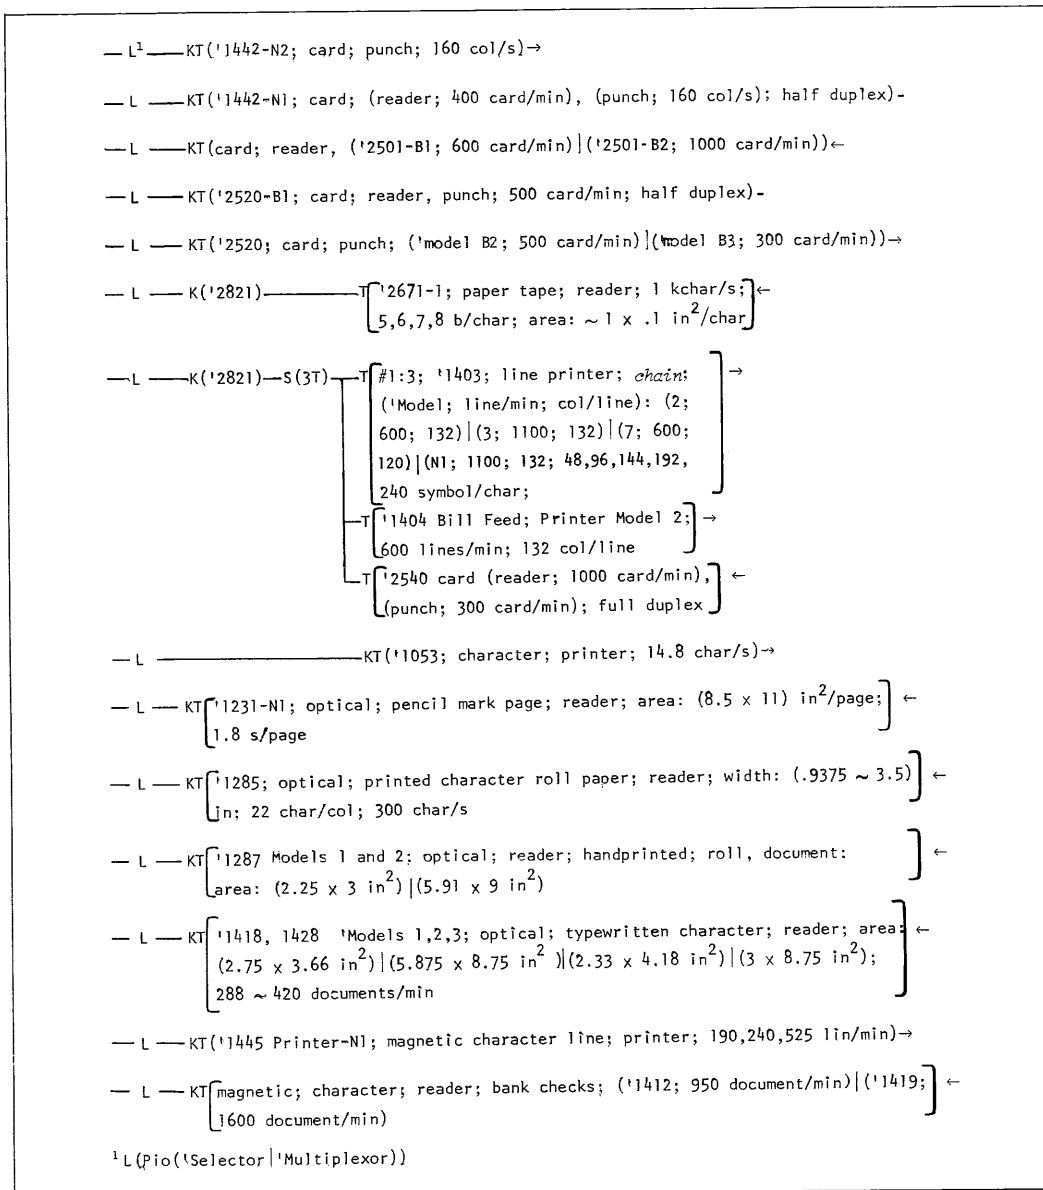 — L¹ — KT('1442-N2; card; punch; 160 col/s)→
— L — KT('1442-N1; card; (reader; 400 card/min), (punch; 160 col/s); half duplex)-
— L — KT(card; reader, ('2501-B1; 600 card/min)|('2501-B2; 1000 card/min))←
— L — KT('2520-B1; card; reader, punch; 500 card/min; half duplex)-
— L — KT('2520; card; punch; ('model B2; 500 card/min)|('model B3; 300 card/min))→
— L — K('2821) — T['2671-1; paper tape; reader; 1 kchar/s; ←
5,6,7,8 b/char; area: ~ 1 x .1 in²/char]
— L — K('2821) — S(3T) — T[#1:3; '1403; line printer; chain; →
('Model; line/min; col/line): (2;
600; 132)|(3; 1100; 132)|(7; 600;
120)|(N1; 1100; 132; 48,96,144,192,
240 symbol/char;]
T['1404 Bill Feed; Printer Model 2; →
600 lines/min; 132 col/line]
T['2540 card (reader; 1000 card/min), ←
(punch; 300 card/min); full duplex]
— L — KT('1053; character; printer; 14.8 char/s)→
— L — KT['1231-N1; optical; pencil mark page; reader; area: (8.5 x 11) in²/page; ←
1.8 s/page]
— L — KT['1285; optical; printed character roll paper; reader; width: (.9375 ~ 3.5) ←
in; 22 char/col; 300 char/s]
— L — KT['1287 Models 1 and 2; optical; reader; handprinted; roll, document: ←
area: (2.25 x 3 in²)|(5.91 x 9 in²)]
— L — KT['1418, 1428 'Models 1,2,3; optical; typewritten character; reader; area: ←
(2.75 x 3.66 in²)|(5.875 x 8.75 in² )|(2.33 x 4.18 in²)|(3 x 8.75 in²);
288 ~ 420 documents/min]
— L — KT('1445 Printer-N1; magnetic character line; printer; 190,240,525 lin/min)→
— L — KT[magnetic; character; reader; bank checks; ('1412; 950 document/min)|('1419; ←
1600 document/min)]
¹ L(Pio('Selector|'Multiplexor))